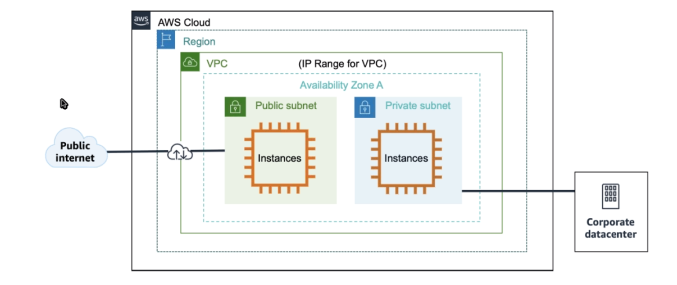 aws
AWS Cloud
Region
VPC
(IP Range for VPC)
Availability Zone A
Public subnet
Private subnet
Instances
Instances
Public
internet
Corporate
datacenter